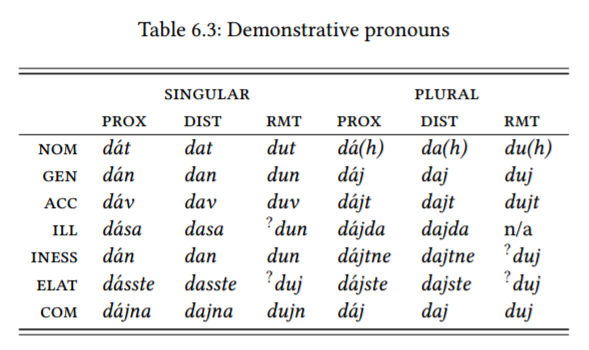 Table 6.3: Demonstrative pronouns
SINGULAR PLURAL
PROX DIST RMT PROX DIST RMT
NOM dát dat dut dá(h) da(h) du(h)
GEN dán dan dun dáj daj duj
ACC dáv dav duv dájt dajt dujt
ILL dása dasa ?dun dájda dajda n/a
INESS dán dan dun dájtne dajtne ?duj
ELAT dásste dasste ?duj dájste dajste ?duj
COM dájna dajna dujn dáj daj duj